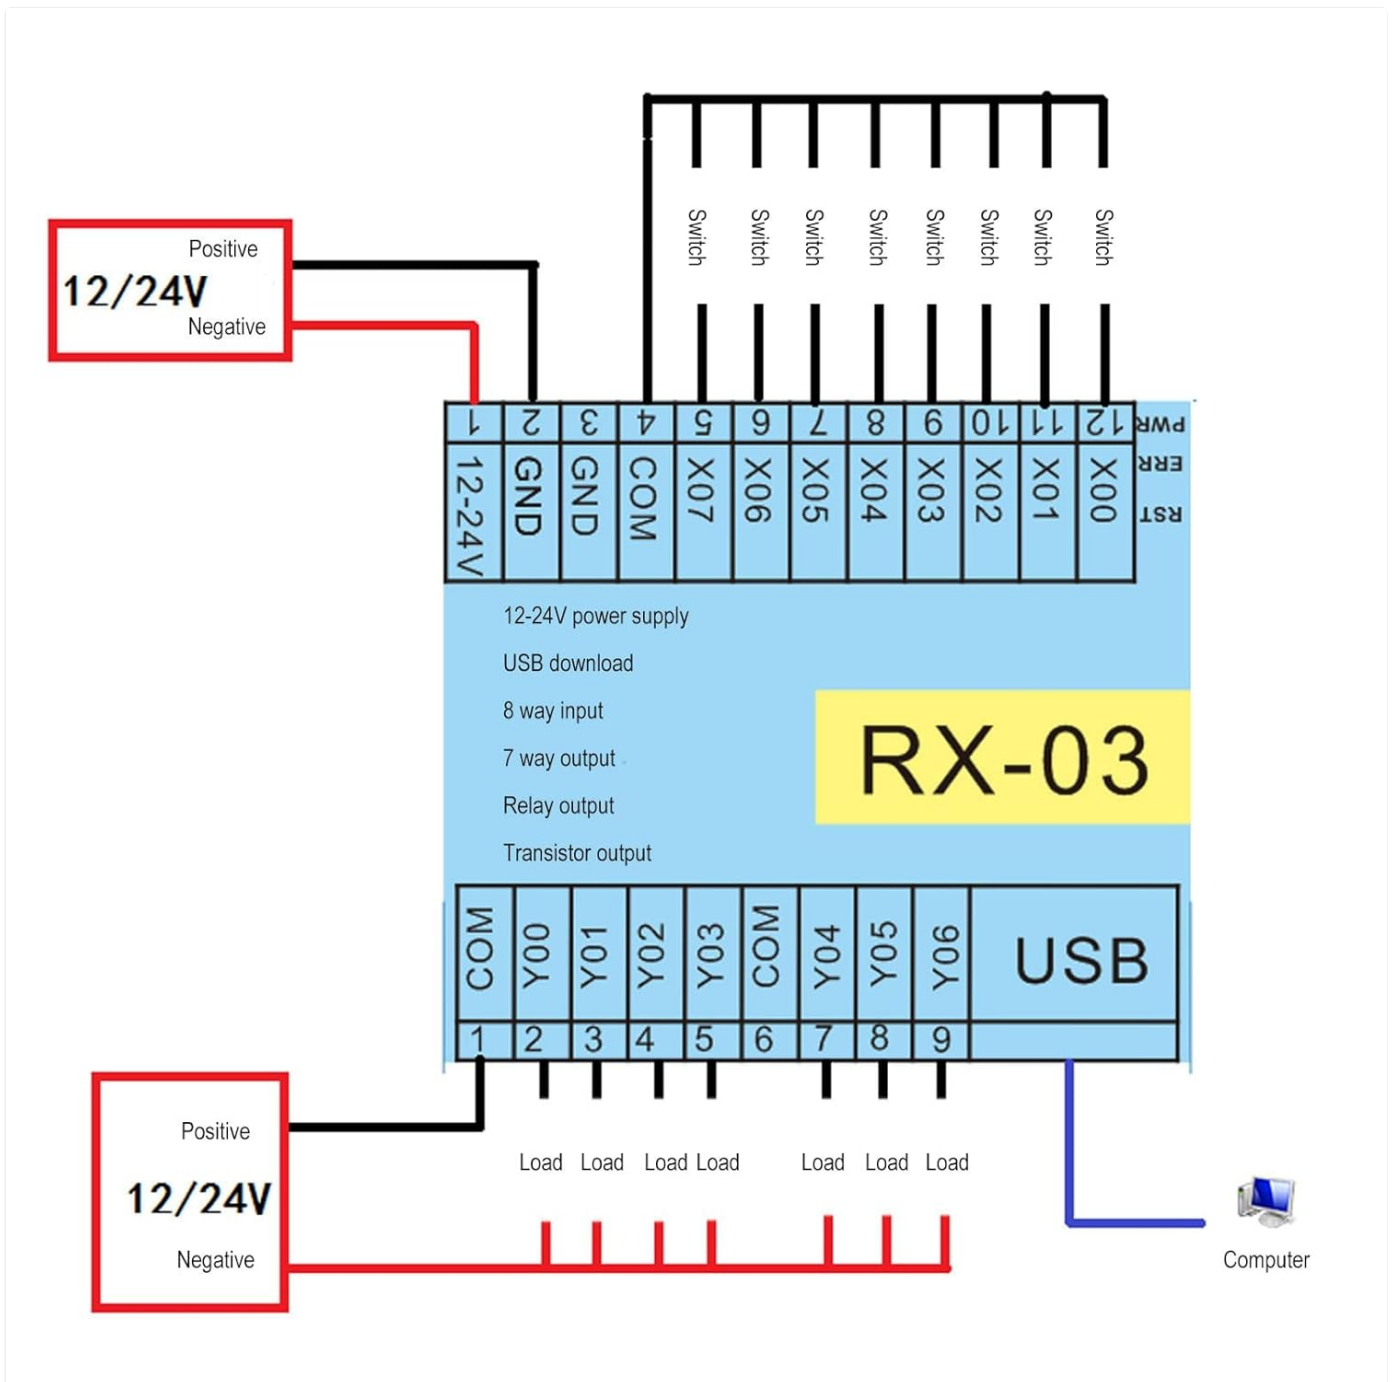 Switch
Switch
Switch
Switch
Switch
Switch
Switch
Switch
Positive
12/24V
Negative
1 2 3 4 5 6 7 8 9 10 11 12
PWR
ERR
RST
12-24V
GND
GND
COM
X07
X06
X05
X04
X03
X02
X01
X00
12-24V power supply
USB download
8 way input
7 way output
Relay output
Transistor output
RX-03
COM
Y00
Y01
Y02
Y03
COM
Y04
Y05
Y06
USB
1 2 3 4 5 6 7 8 9
Positive
12/24V
Negative
Load Load Load Load Load Load Load
Computer